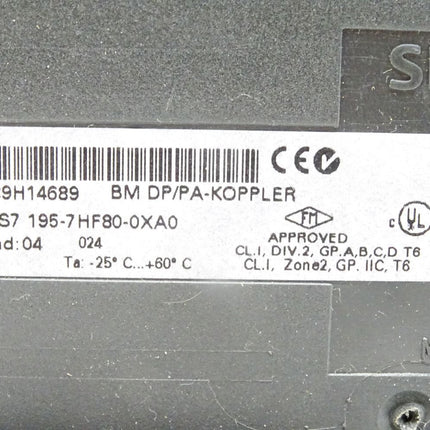 9H14689 BM DP/PA-KOPPLER
S7 195-7HF80-0XA0
nd:04 024
Ta: -25° C...+60° C
CE
FM
APPROVED
CL.I, DIV.2, GP.A,B,C,D T6
CL.I, Zone2, GP. IIC, T6
c UL